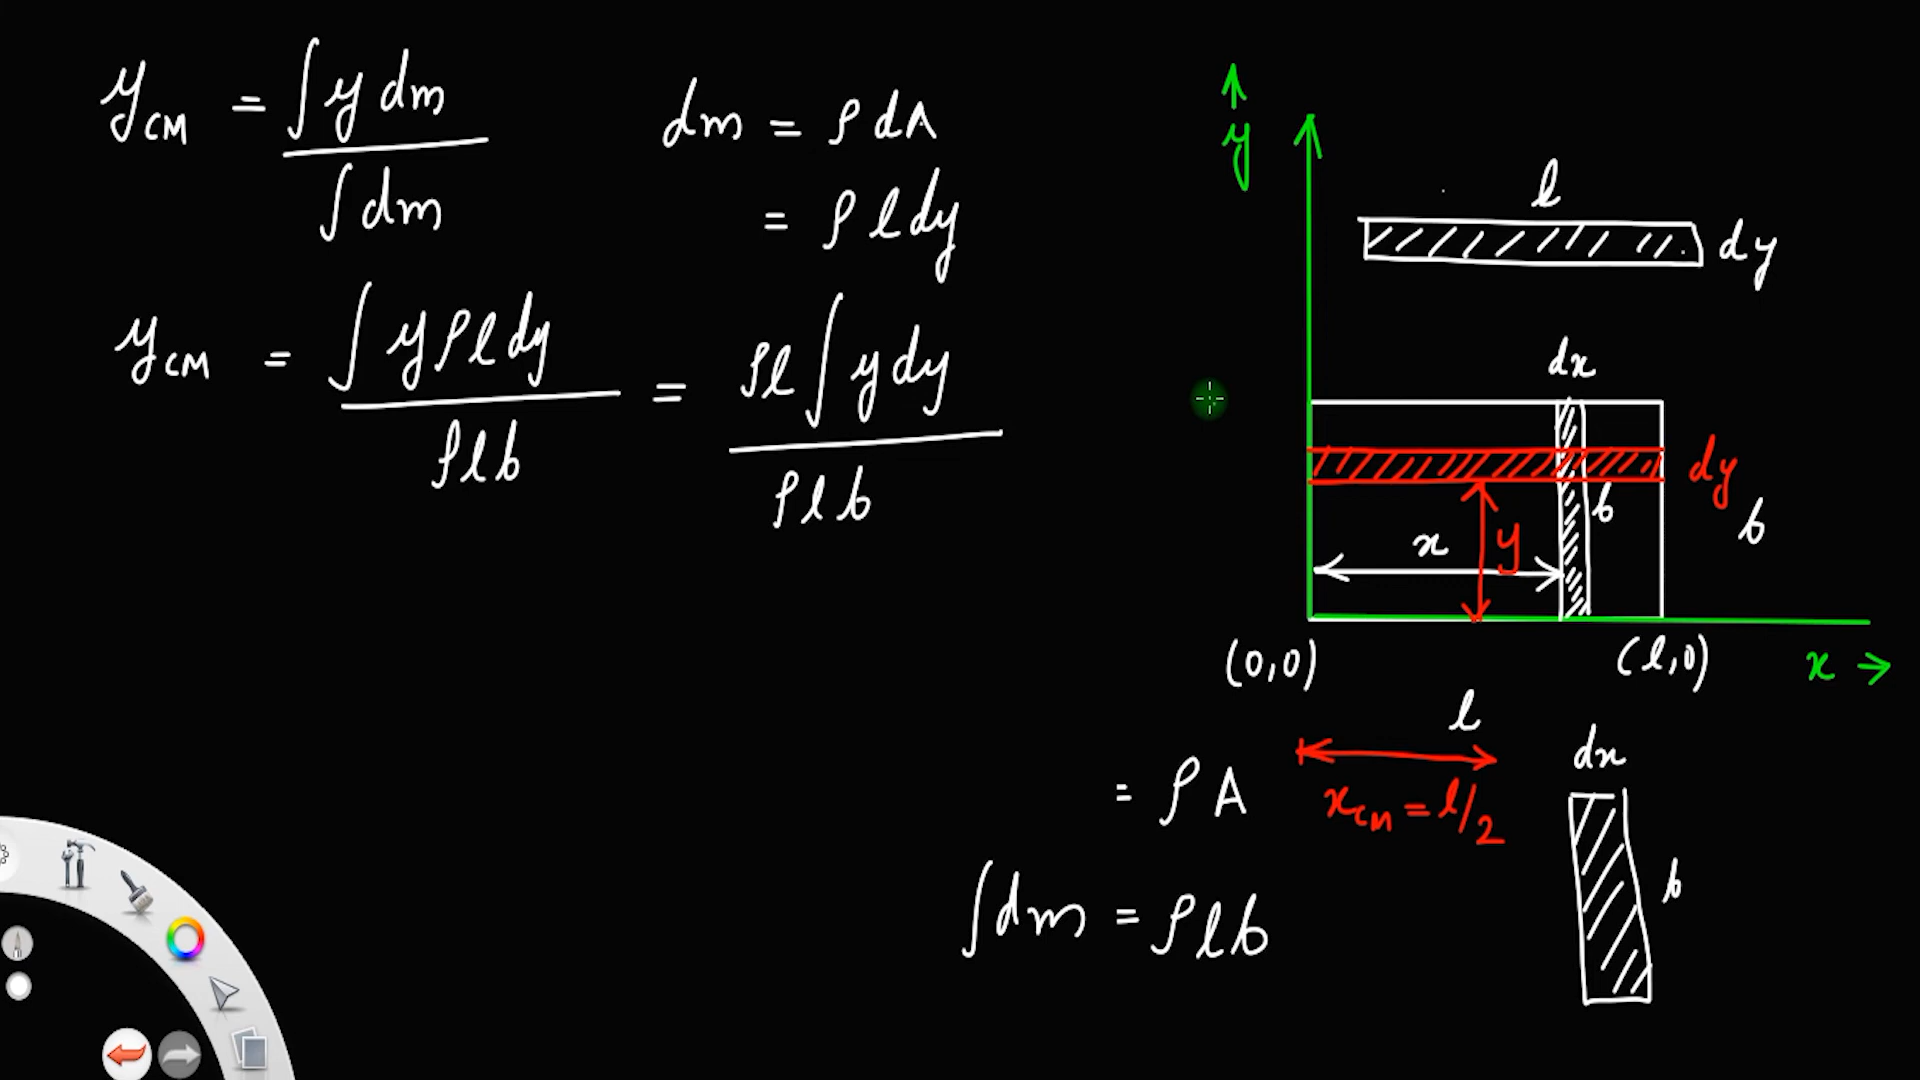 y_CM = ∫ y dm / ∫ dm
dm = ρ dA
= ρ l dy
y_CM = ∫ y ρ l dy / ρ l b = ρ l ∫ y dy / ρ l b
y
l
dy
dx
dy
b
b
x
y
(0,0)
(l,0)
x →
l
= ρ A
x_CM = l/2
dx
b
∫ dm = ρ l b